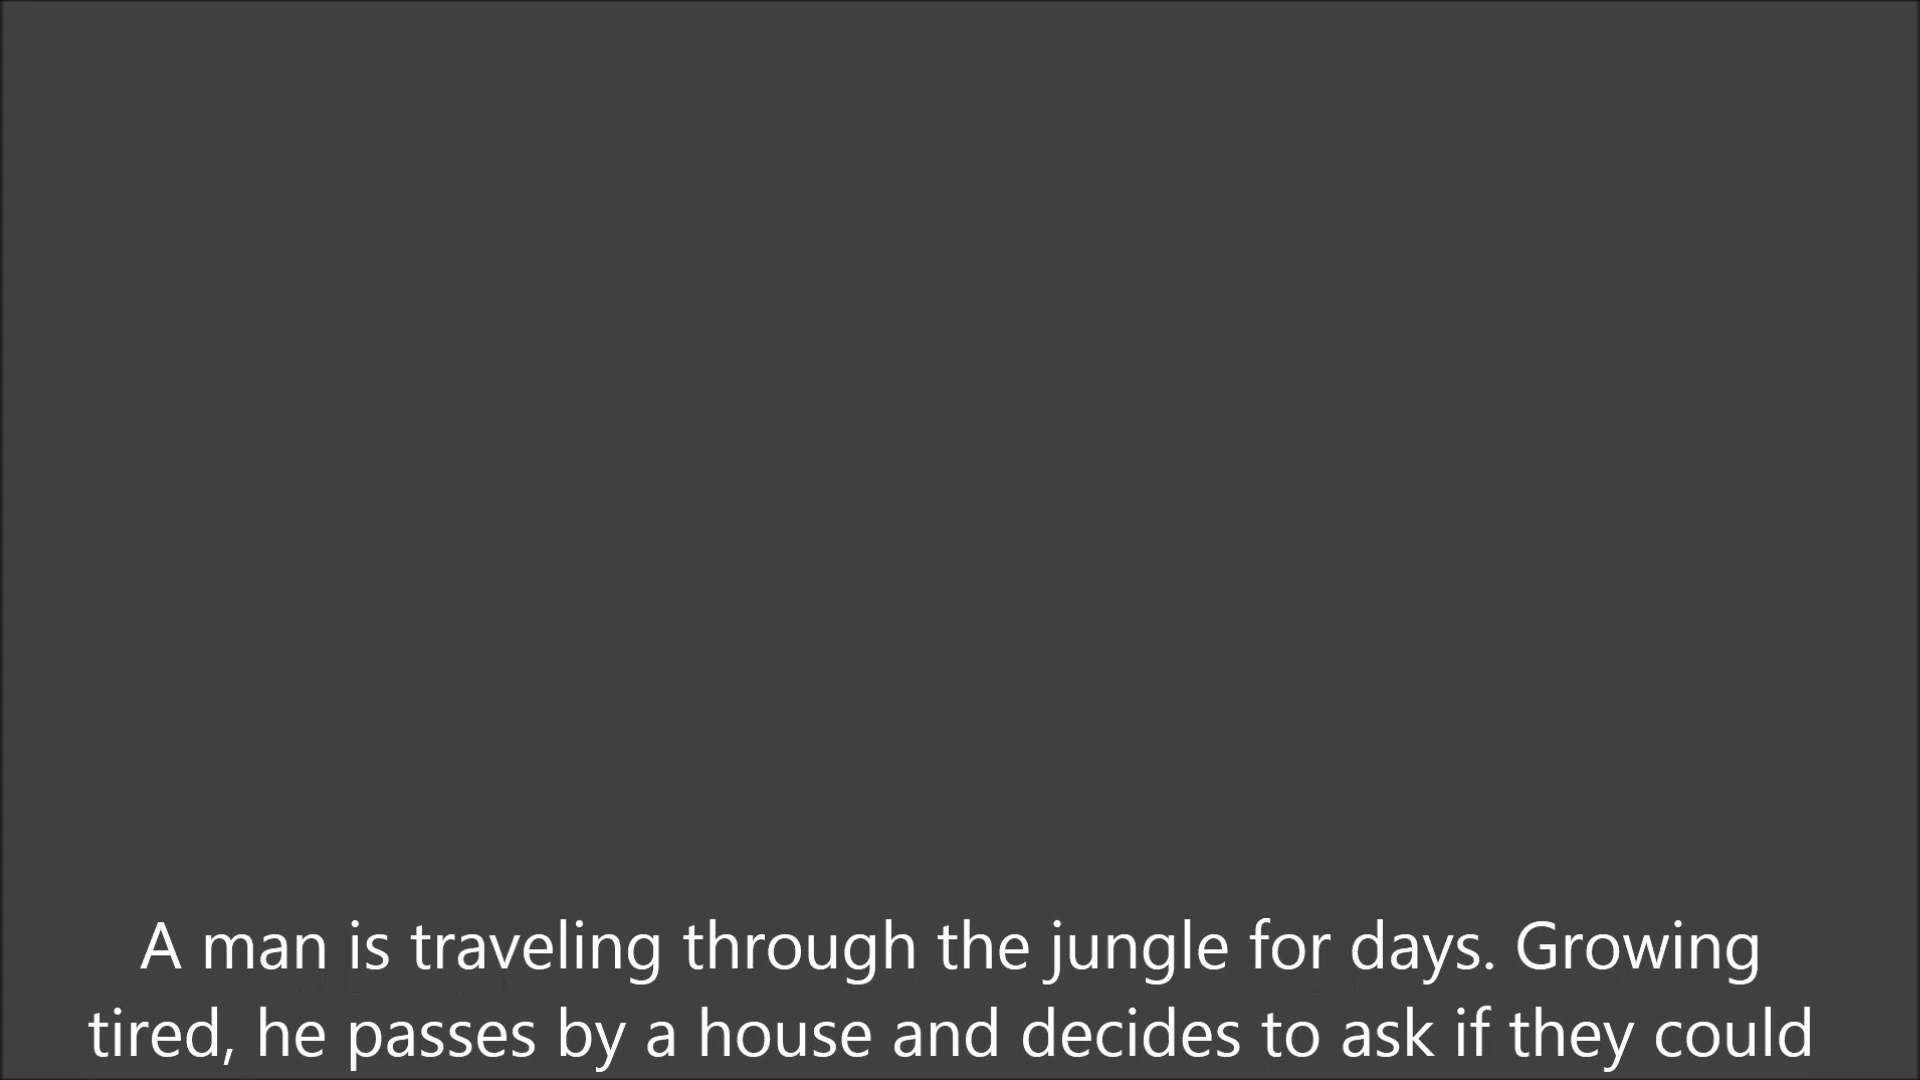 A man is traveling through the jungle for days. Growing
tired, he passes by a house and decides to ask if they could